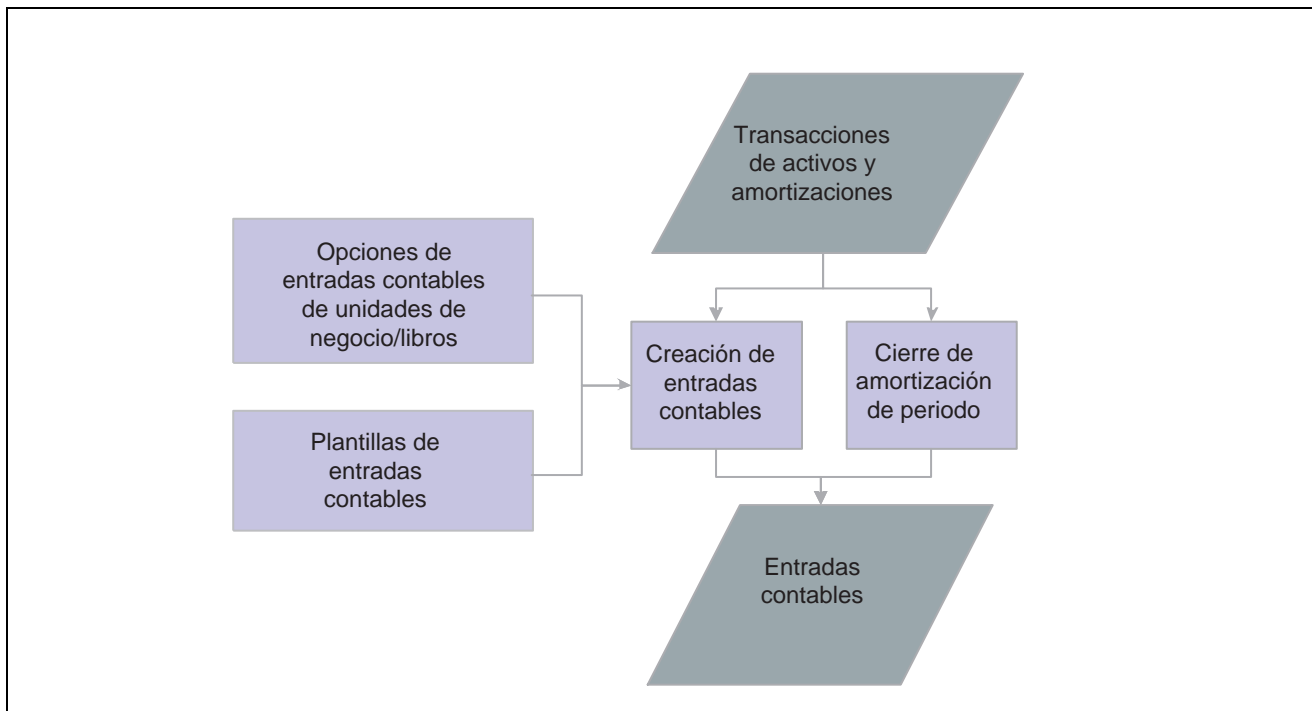 Transacciones
de activos y
amortizaciones
Opciones de
entradas contables
de unidades de
negocio/libros
Creación de
entradas
contables
Cierre de
amortización
de periodo
Plantillas de
entradas
contables
Entradas
contables